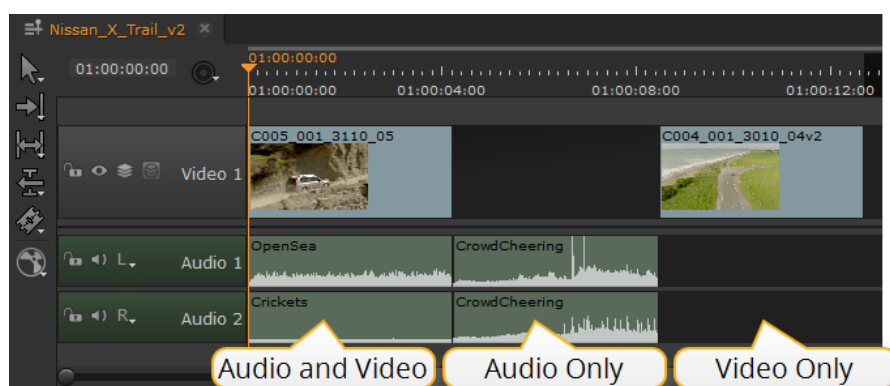 Nissan_X_Trail_v2
01:00:00:00
01:00:00:00
01:00:00:00 01:00:04:00 01:00:08:00 01:00:12:00
C005_001_3110_05 C004_001_3010_04v2
Video 1
OpenSea CrowdCheering
L Audio 1
Crickets CrowdCheering
R Audio 2
Audio and Video Audio Only Video Only